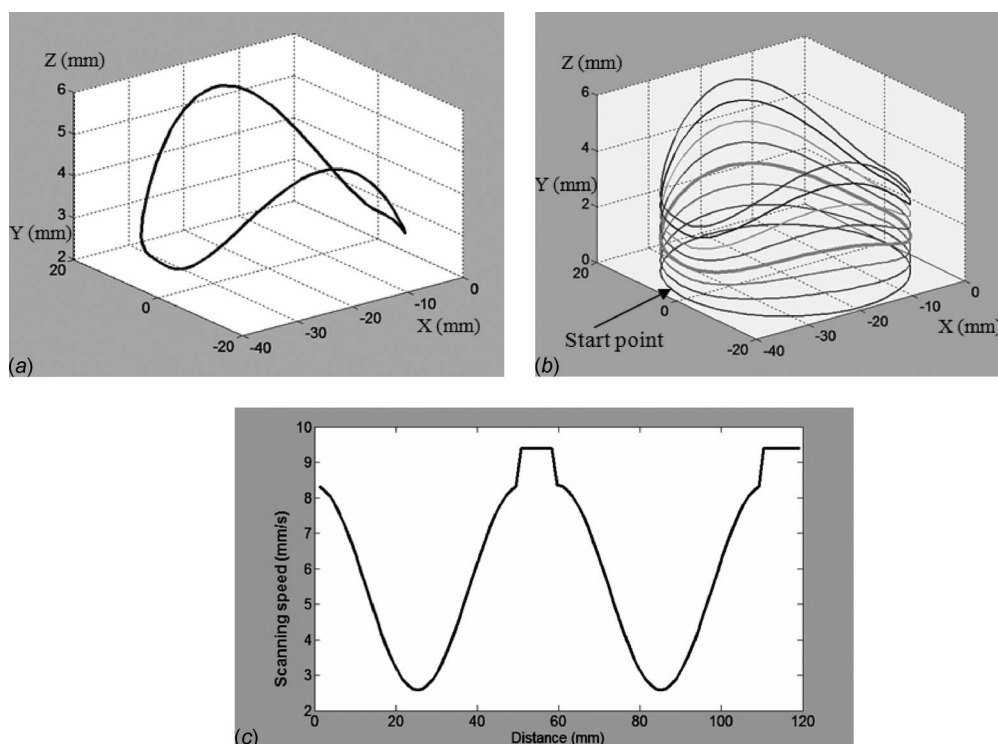 Z (mm)
6
5
4
3
Y (mm)
2
20
0
-20
-40
-30
-20
-10
0
X (mm)
(a)
Z (mm)
6
4
Y (mm)
2
0
20
0
-20
-40
-30
-20
-10
0
X (mm)
Start point
(b)
10
9
8
7
6
5
4
3
2
Scanning speed (mm/s)
0 20 40 60 80 100 120
Distance (mm)
(c)